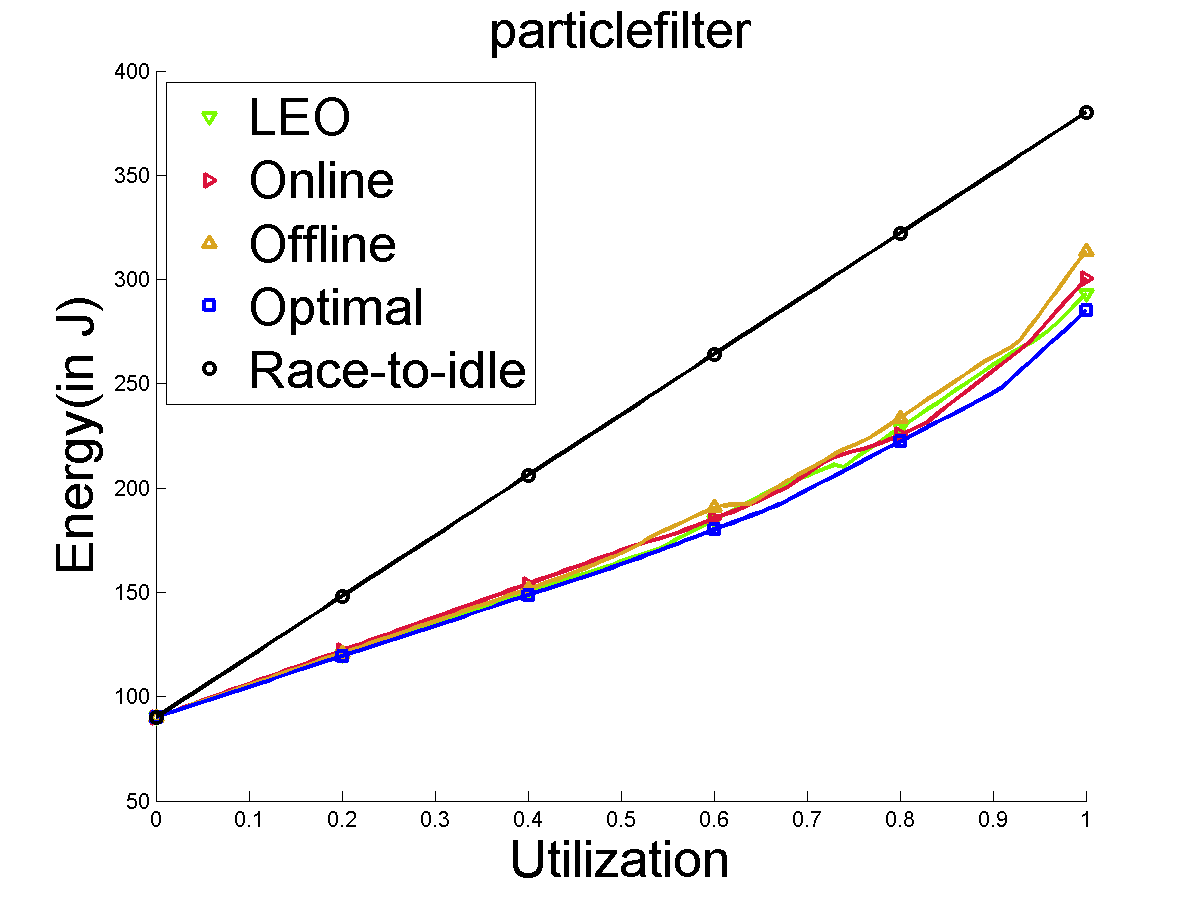 particlefilter
400
350
300
250
200
150
100
50
Energy(in J)
LEO
Online
Offline
Optimal
Race-to-idle
0 0.1 0.2 0.3 0.4 0.5 0.6 0.7 0.8 0.9 1
Utilization